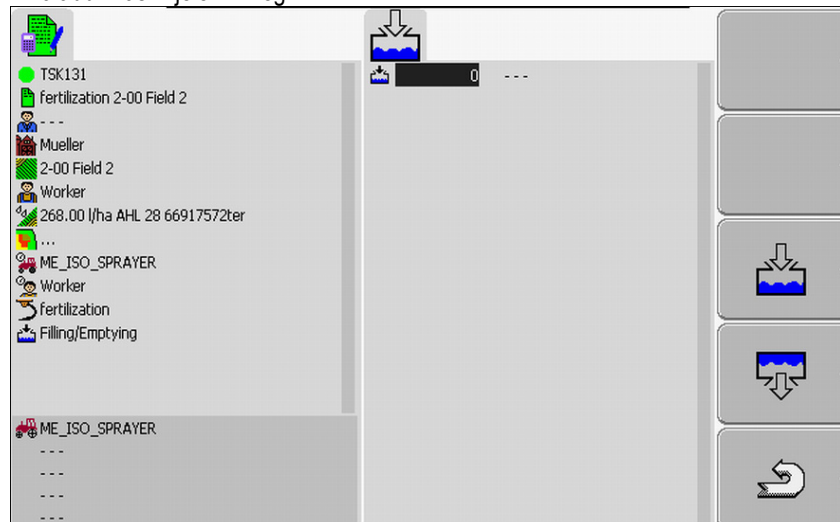 TSK131
fertilization 2-00 Field 2
---
Mueller
2-00 Field 2
Worker
268.00 l/ha AHL 28 66917572ter
...
ME_ISO_SPRAYER
Worker
fertilization
Filling/Emptying
ME_ISO_SPRAYER
---
---
---
---
0 ---